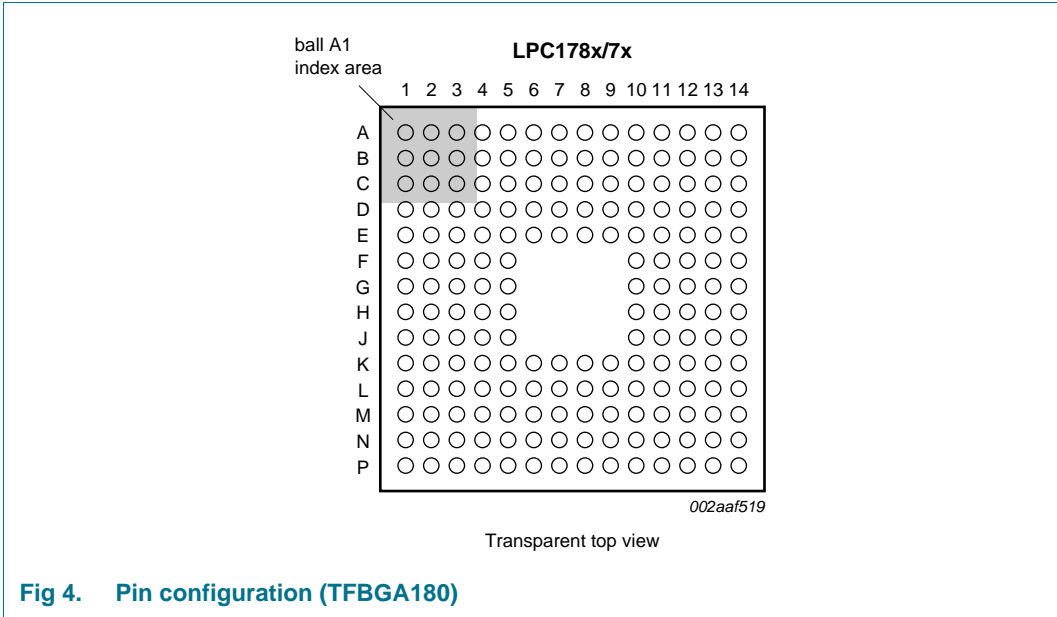 ball A1
index area
LPC178x/7x
1 2 3 4 5 6 7 8 9 10 11 12 13 14
A
B
C
D
E
F
G
H
J
K
L
M
N
P
002aaf519
Transparent top view
Fig 4. Pin configuration (TFBGA180)